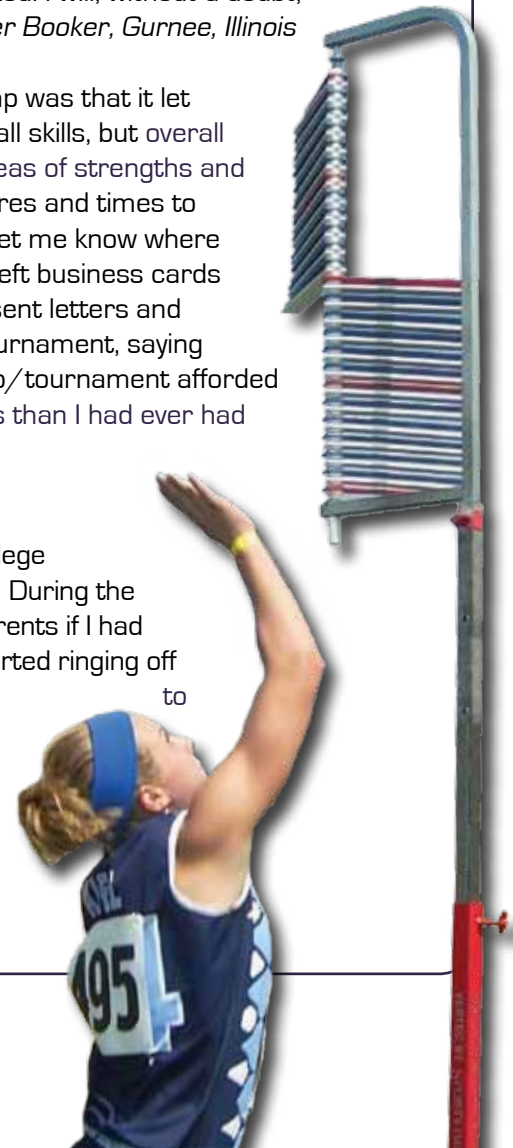 er Booker, Gurnee, Illinois
p was that it let
all skills, but overall
eas of strengths and
res and times to
et me know where
eft business cards
sent letters and
urnament, saying
o/tournament afforded
s than I had ever had
lege
During the
rents if I had
rted ringing off
to
495